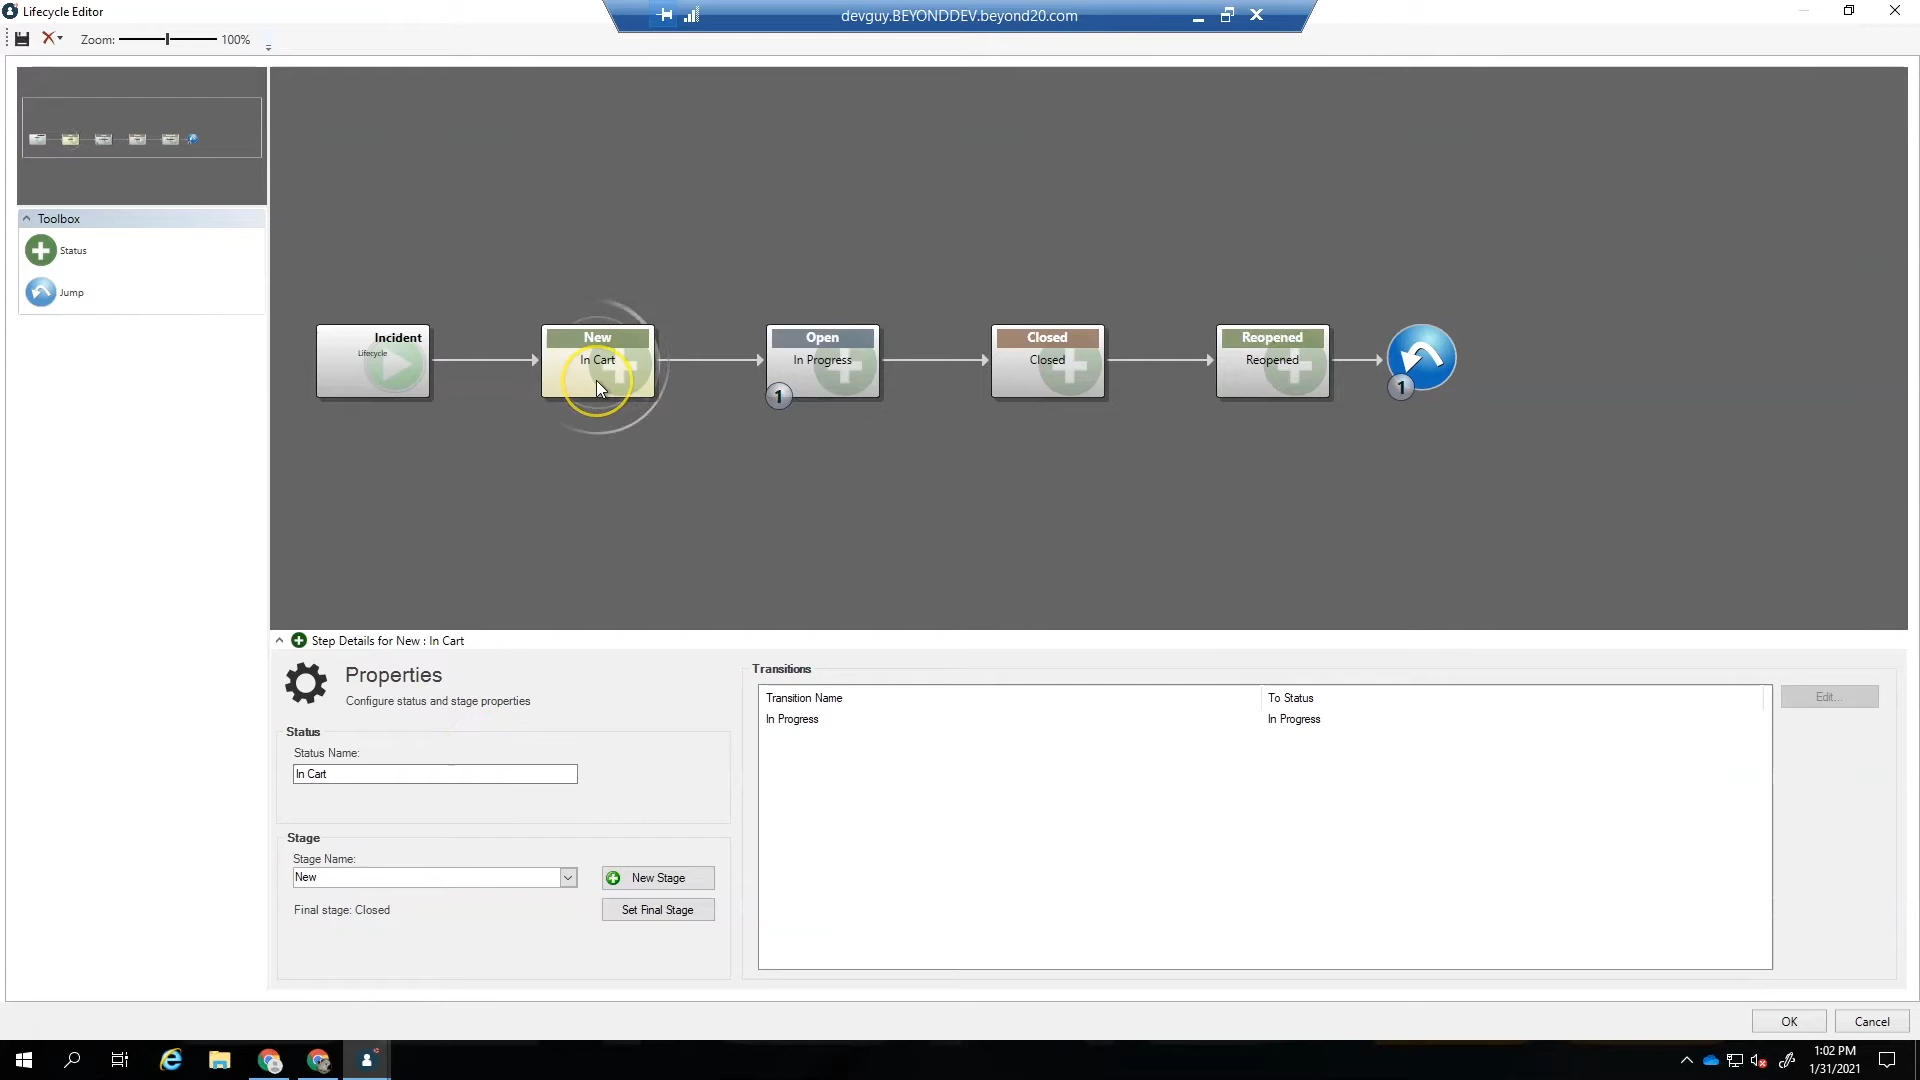 Lifecycle Editor
devguy.BEYONDDEV.beyond20.com
Zoom: 100%
Toolbox
Status
Jump
Incident
Lifecycle
New
In Cart
Open
In Progress
1
Closed
Closed
Reopened
Reopened
1
Step Details for New : In Cart
Properties
Configure status and stage properties
Status
Status Name:
In Cart
Stage
Stage Name:
New
New Stage
Final stage: Closed
Set Final Stage
Transitions
Transition Name To Status
In Progress In Progress
Edit...
OK Cancel
1:02 PM
1/31/2021